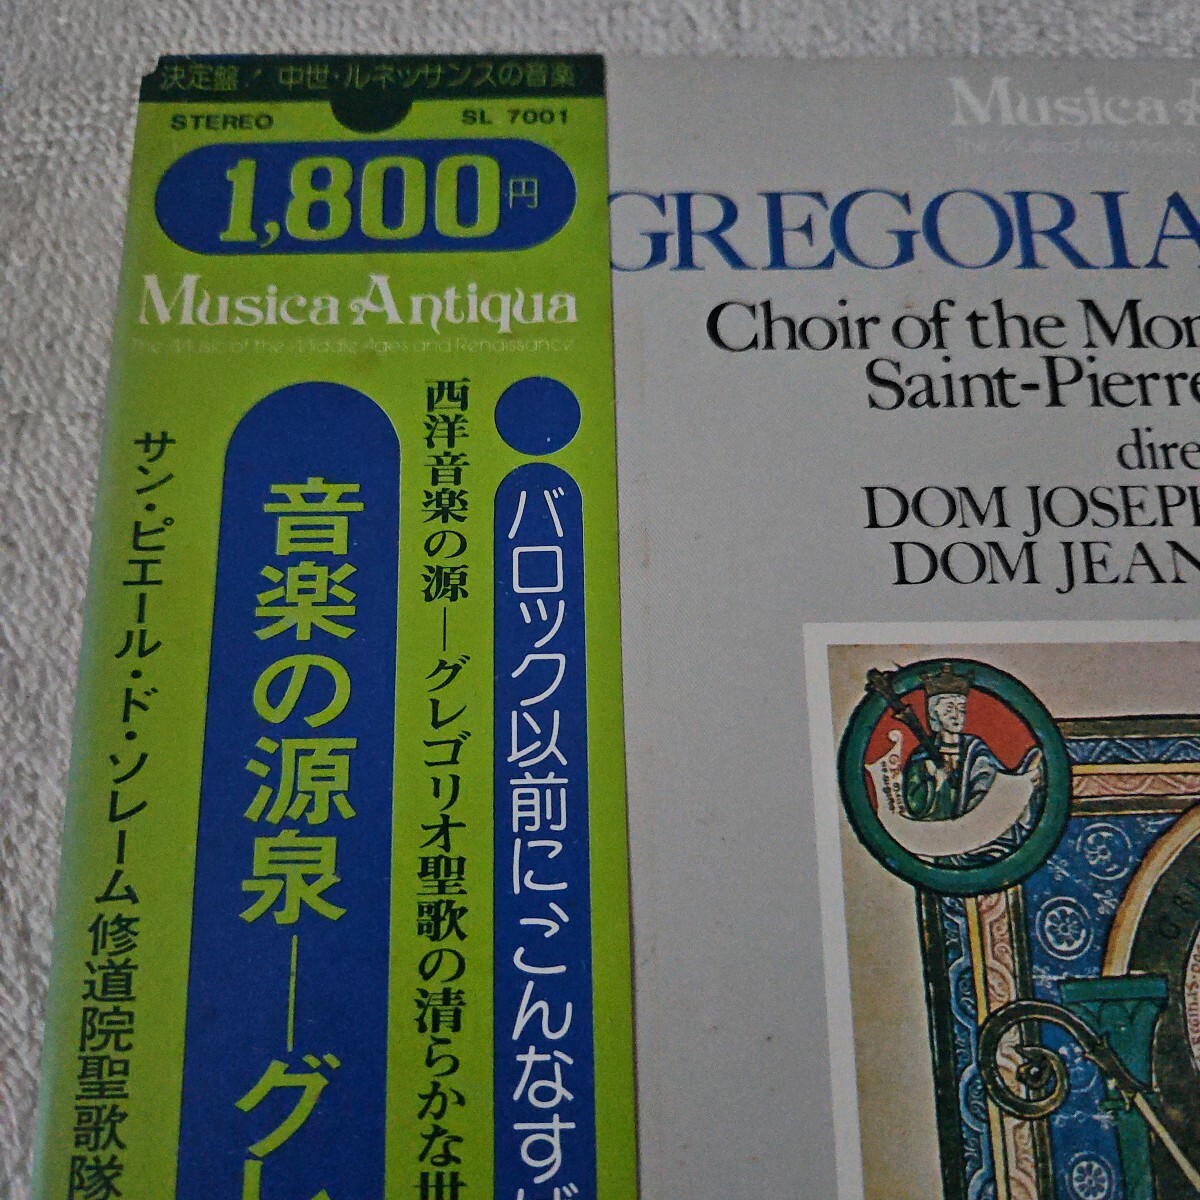 決定盤！ 中世・ルネッサンスの音楽
STEREO SL 7001
1,800円
Musica Antiqua
The Music of the Middle Ages and Renaissance
バロック以前に、こんなすば
西洋音楽の源―グレゴリオ聖歌の清らかな世
音楽の源泉―グレ
サン・ピエール・ド・ソレーム修道院聖歌隊
Musica A
The Music of the Middle
GREGORIA
Choir of the Mon
Saint-Pierre
dire
DOM JOSEPH
DOM JEAN